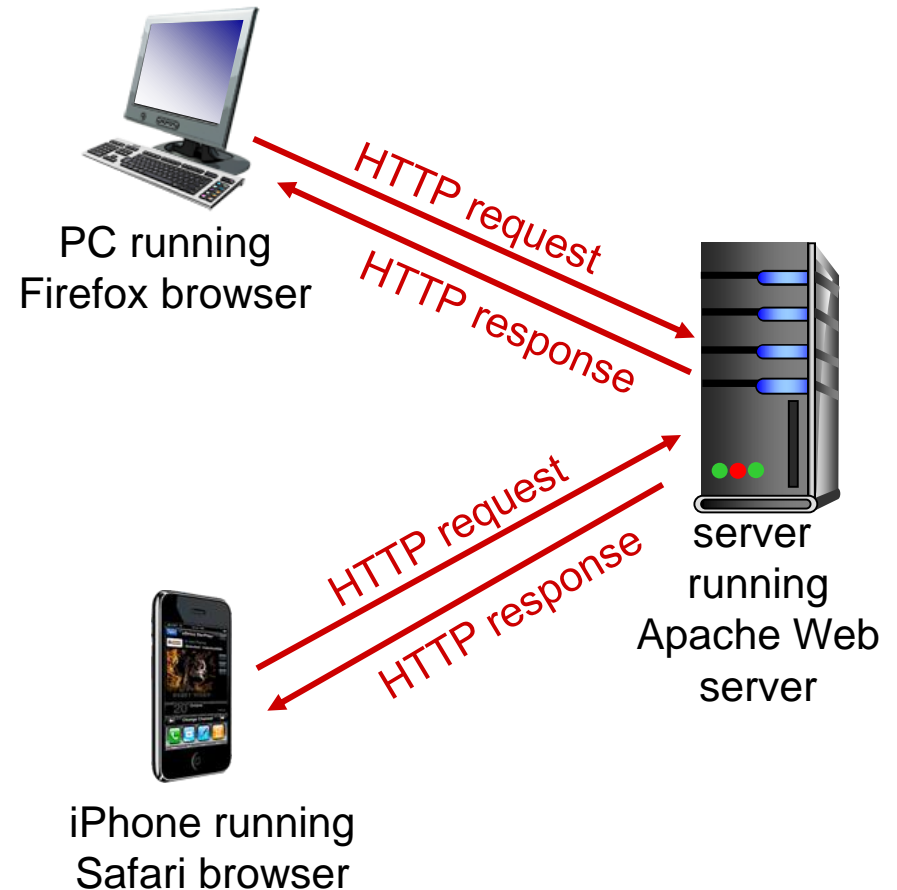 HTTP request
HTTP response
PC running
Firefox browser
HTTP request
HTTP response
server
running
Apache Web
server
iPhone running
Safari browser